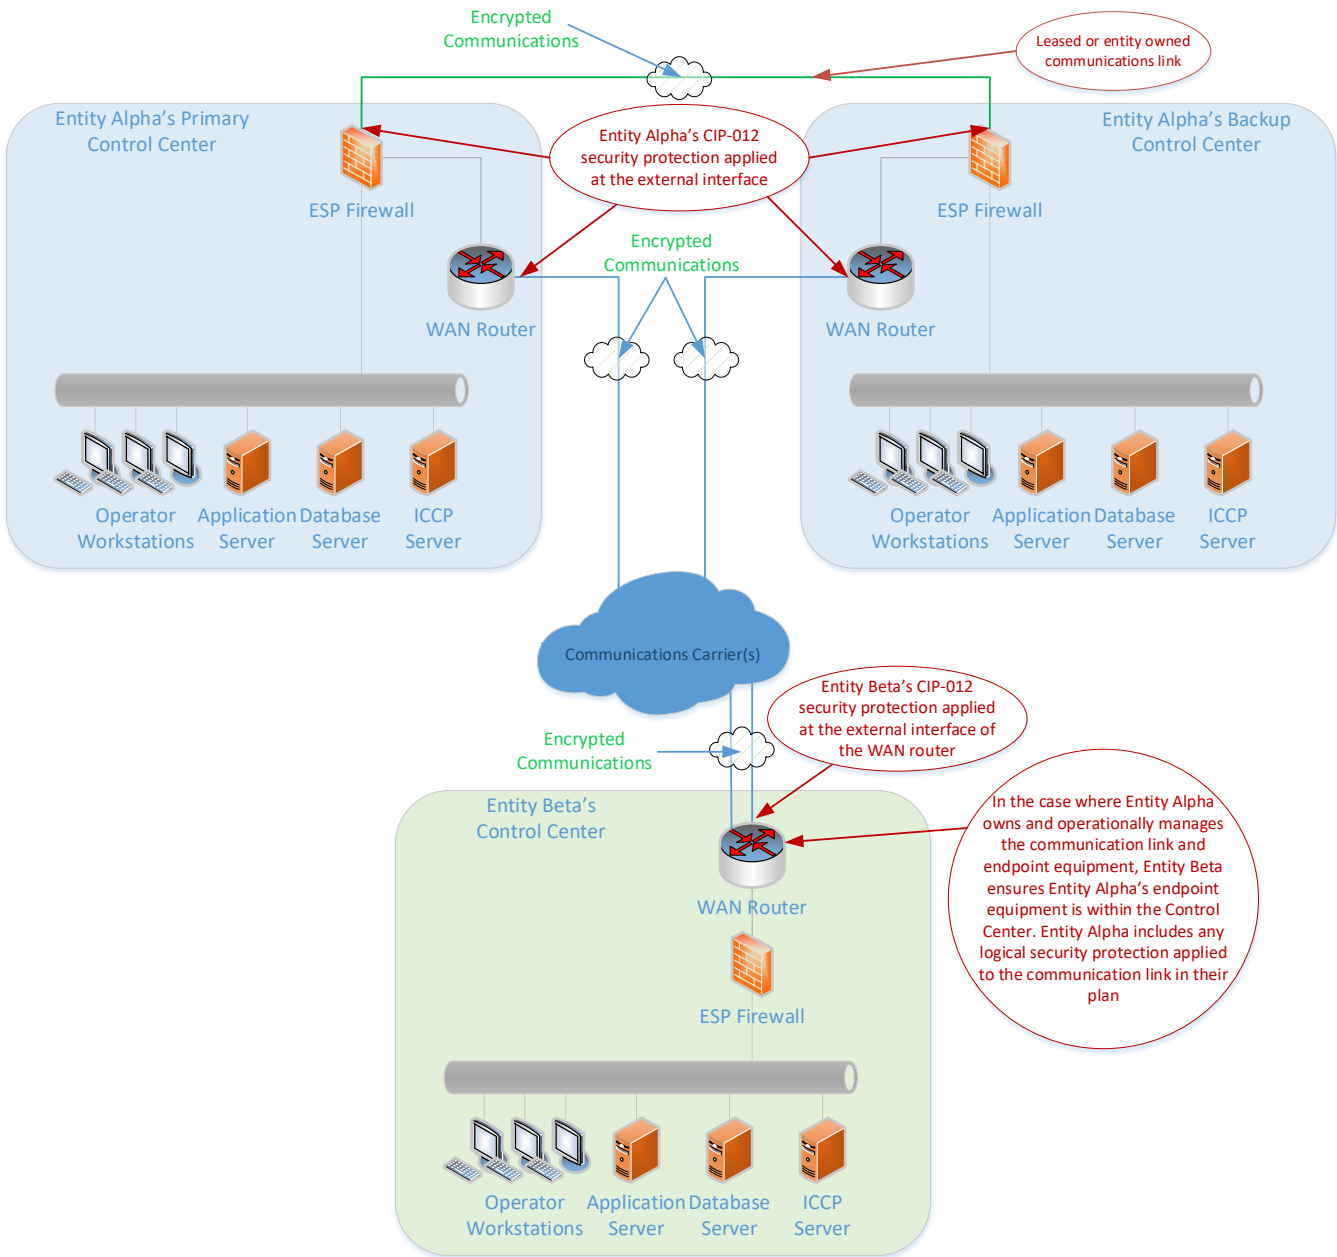 Encrypted
Communications
Leased or entity owned
communications link
Entity Alpha's Primary
Control Center
Entity Alpha's CIP-012
security protection applied
at the external interface
Entity Alpha's Backup
Control Center
ESP Firewall
ESP Firewall
Encrypted
Communications
WAN Router
WAN Router
Operator
Workstations
Application
Server
Database
Server
ICCP
Server
Operator
Workstations
Application
Server
Database
Server
ICCP
Server
Communications Carrier(s)
Entity Beta's CIP-012
security protection applied
at the external interface of
the WAN router
Encrypted
Communications
Entity Beta's
Control Center
In the case where Entity Alpha
owns and operationally manages
the communication link and
endpoint equipment, Entity Beta
ensures Entity Alpha's endpoint
equipment is within the Control
Center. Entity Alpha includes any
logical security protection applied
to the communication link in their
plan
WAN Router
ESP Firewall
Operator
Workstations
Application
Server
Database
Server
ICCP
Server